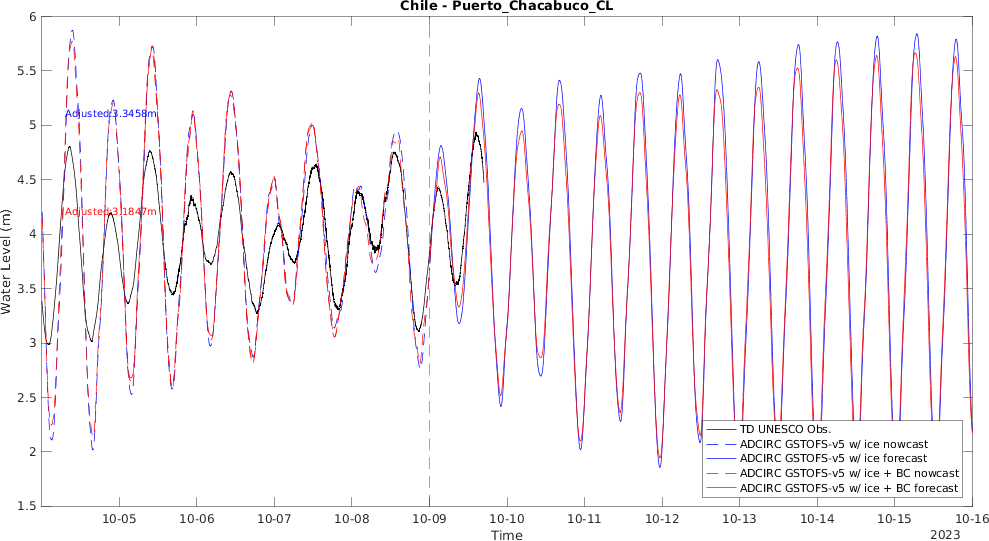 Chile - Puerto_Chacabuco_CL
6
5.5
5
4.5
4
3.5
3
2.5
2
1.5
Water Level (m)
Adjusted:3.3458m
Adjusted:3.1847m
TD UNESCO Obs.
ADCIRC GSTOFS-v5 w/ ice nowcast
ADCIRC GSTOFS-v5 w/ ice forecast
ADCIRC GSTOFS-v5 w/ ice + BC nowcast
ADCIRC GSTOFS-v5 w/ ice + BC forecast
10-05 10-06 10-07 10-08 10-09 10-10 10-11 10-12 10-13 10-14 10-15 10-16
Time
2023